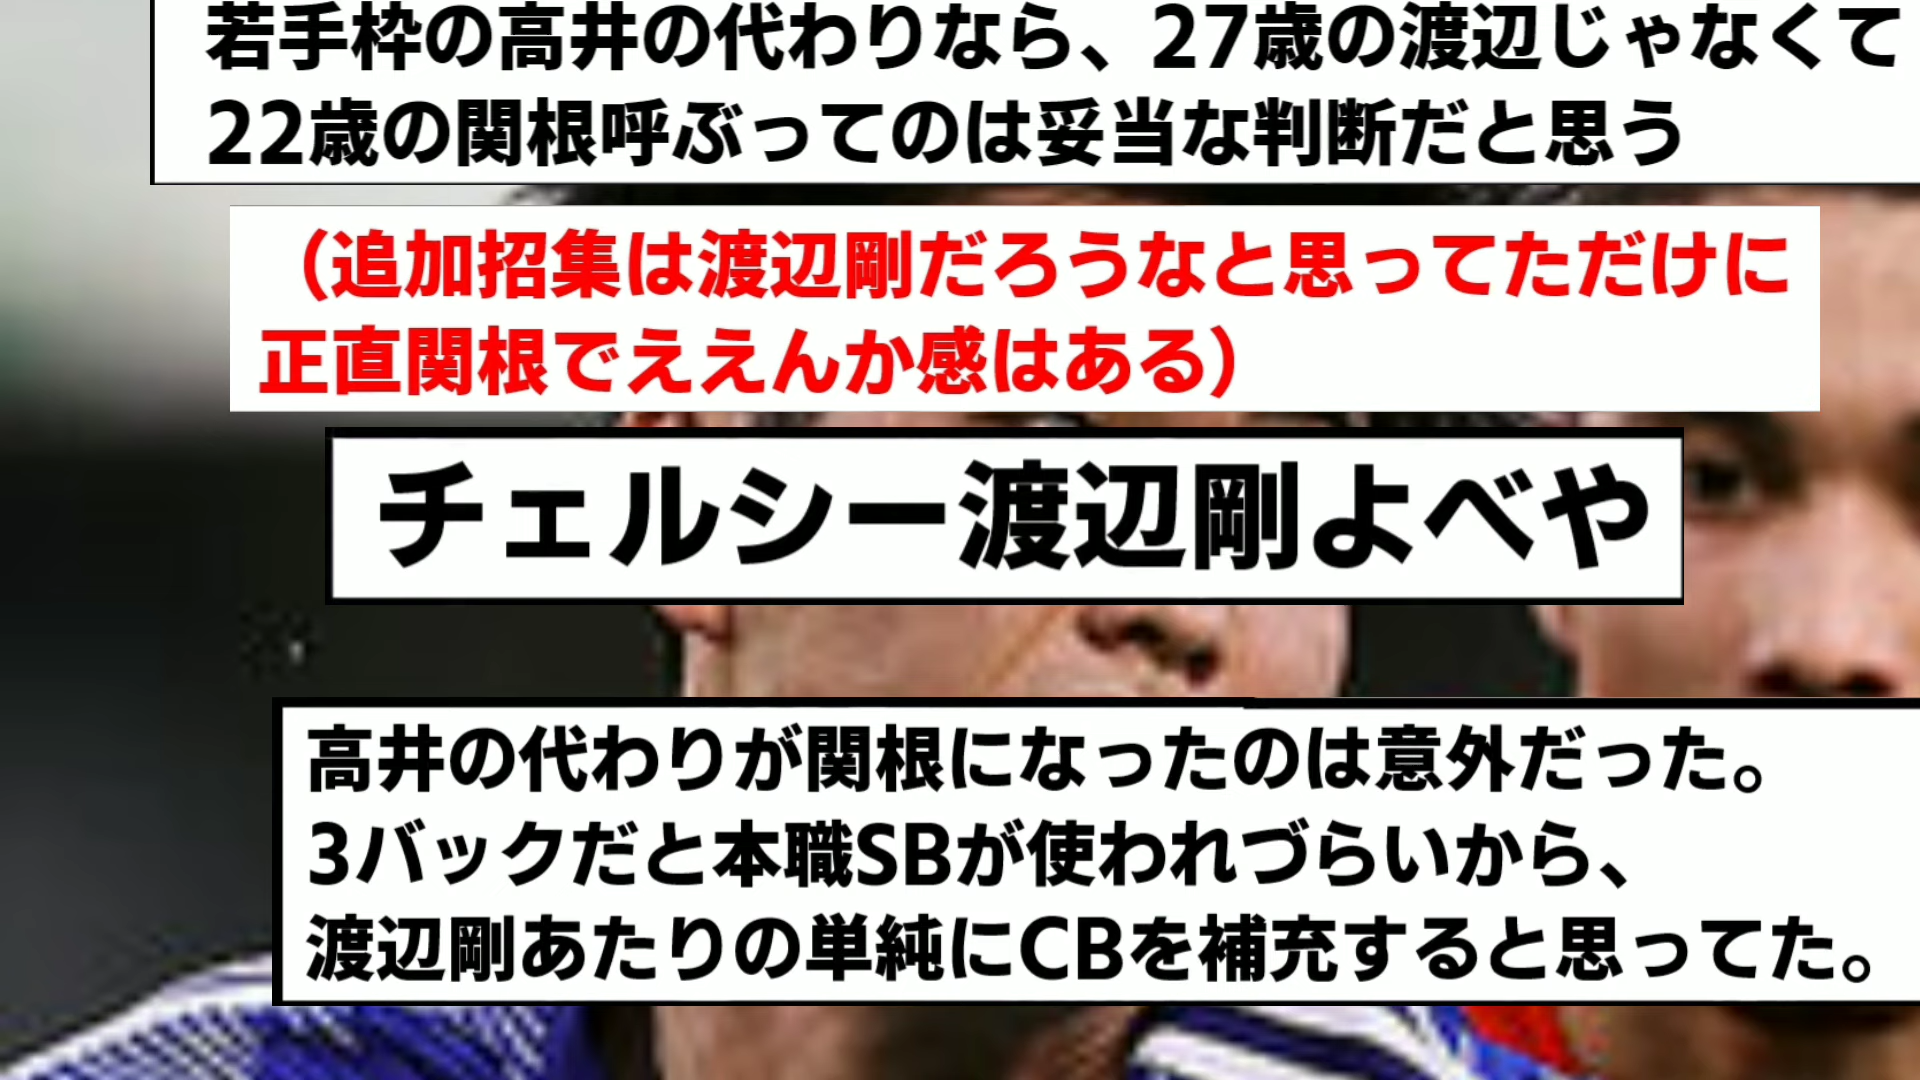 若手枠の高井の代わりなら、27歳の渡辺じゃなくて
22歳の関根呼ぶってのは妥当な判断だと思う
（追加招集は渡辺剛だろうなと思ってただけに
正直関根でええんか感はある）
チェルシー渡辺剛よべや
高井の代わりが関根になったのは意外だった。
3バックだと本職SBが使われづらいから、
渡辺剛あたりの単純にCBを補充すると思ってた。